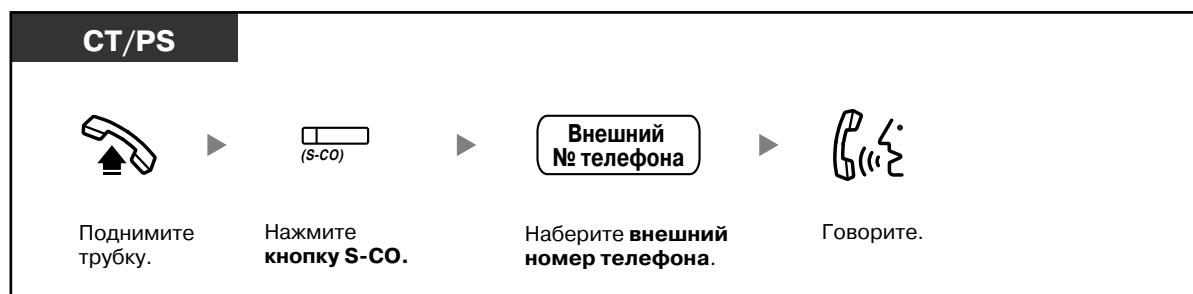 CT/PS
(S-CO)
Внешний
№ телефона
Поднимите
трубку.
Нажмите
кнопку S-CO.
Наберите внешний
номер телефона.
Говорите.